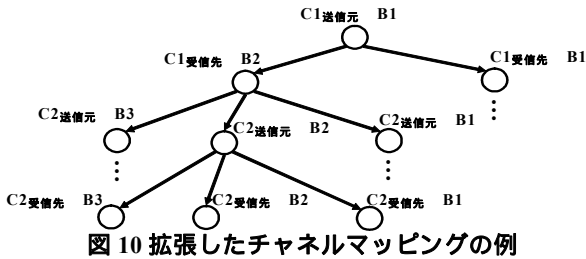 C1送信元 B1
C1受信先 B2 C1受信先 B1
C2送信元 B3 C2送信元 B2 C2送信元 B1
C2受信先 B3 C2受信先 B2 C2受信先 B1
図 10 拡張したチャネルマッピングの例